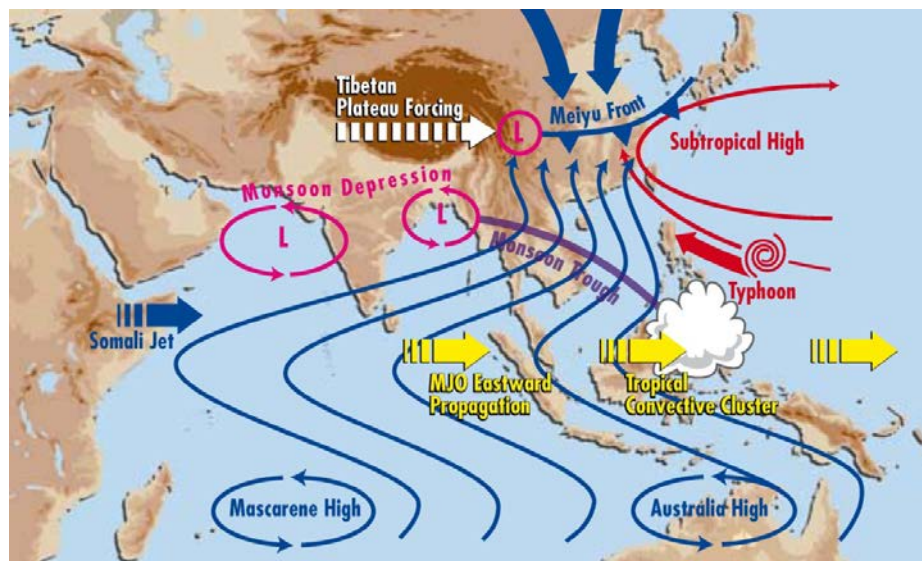 Tibetan
Plateau Forcing
L
Meiyu Front
Subtropical High
Monsoon Depression
L
L
Monsoon Trough
Typhoon
Somali Jet
MJO Eastward
Propagation
Tropical
Convective Cluster
Mascarene High
Australia High